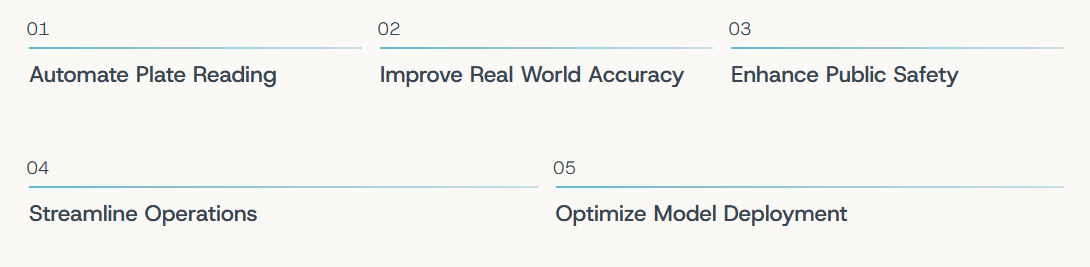 01
02
03
Automate Plate Reading
Improve Real World Accuracy
Enhance Public Safety
04
05
Streamline Operations
Optimize Model Deployment